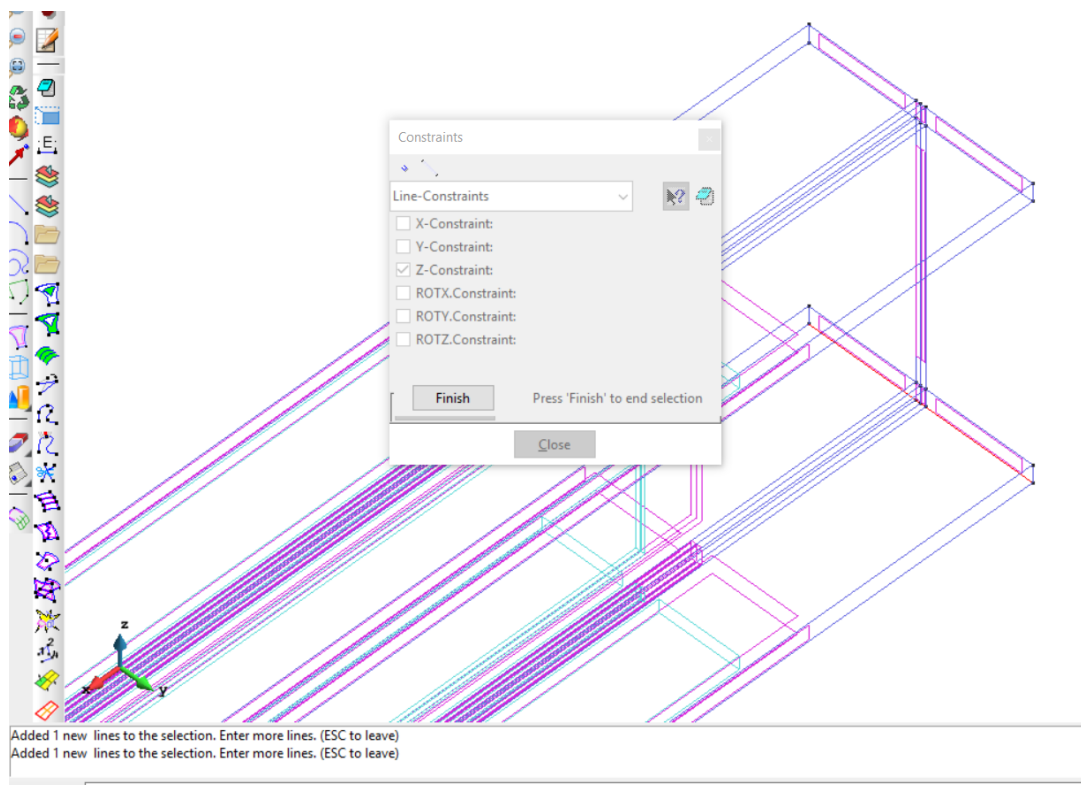 Constraints
Line-Constraints
X-Constraint:
Y-Constraint:
Z-Constraint:
ROTX.Constraint:
ROTY.Constraint:
ROTZ.Constraint:
Finish
Press 'Finish' to end selection
Close
E
z
x
y
Added 1 new lines to the selection. Enter more lines. (ESC to leave)
Added 1 new lines to the selection. Enter more lines. (ESC to leave)